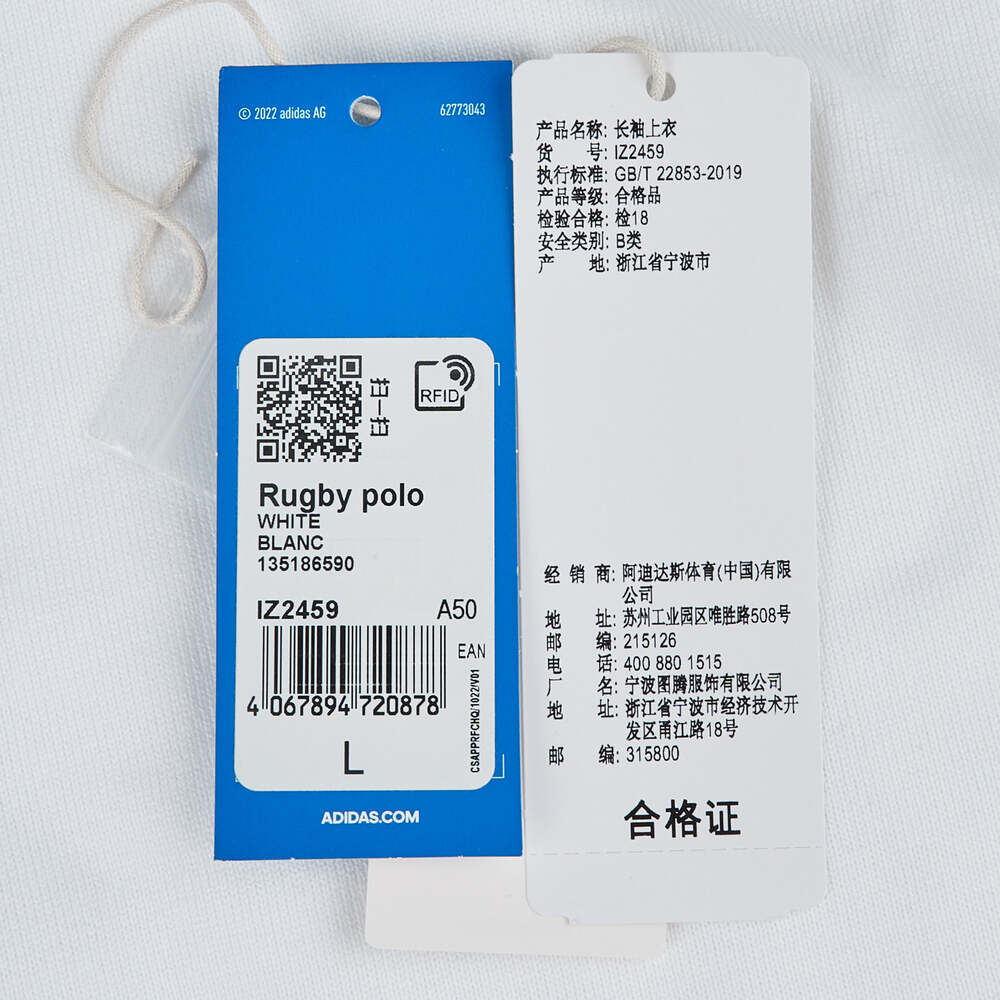 © 2022 adidas AG
62773043
扫一扫
RFID
Rugby polo
WHITE
BLANC
135186590
IZ2459
A50
EAN
4 067894 720878
CSAPPRFCHQ/1022/V01
L
ADIDAS.COM
产品名称: 长袖上衣
货 号: IZ2459
执行标准: GB/T 22853-2019
产品等级: 合格品
检验合格: 检18
安全类别: B类
产 地: 浙江省宁波市
经 销 商: 阿迪达斯体育(中国)有限
公司
地 址: 苏州工业园区唯胜路508号
邮 编: 215126
电 话: 400 880 1515
厂 名: 宁波图腾服饰有限公司
地 址: 浙江省宁波市经济技术开
发区甬江路18号
邮 编: 315800
合格证